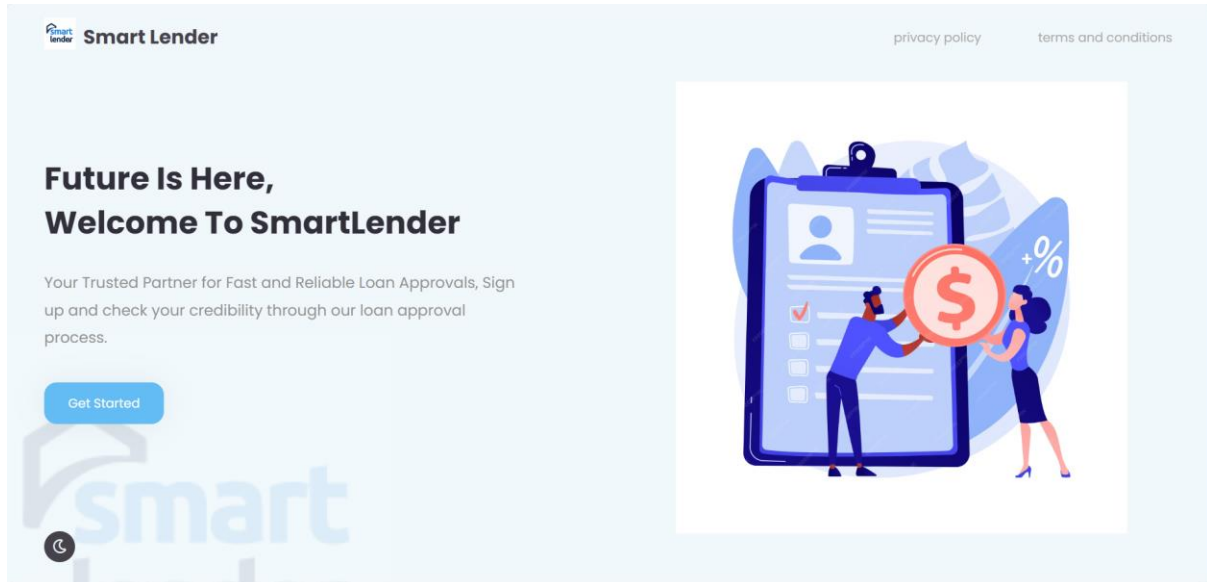 smart
lender
Smart Lender
privacy policy
terms and conditions
Future Is Here,
Welcome To SmartLender
Your Trusted Partner for Fast and Reliable Loan Approvals, Sign
up and check your credibility through our loan approval
process.
Get Started
+%
$
smart
lender